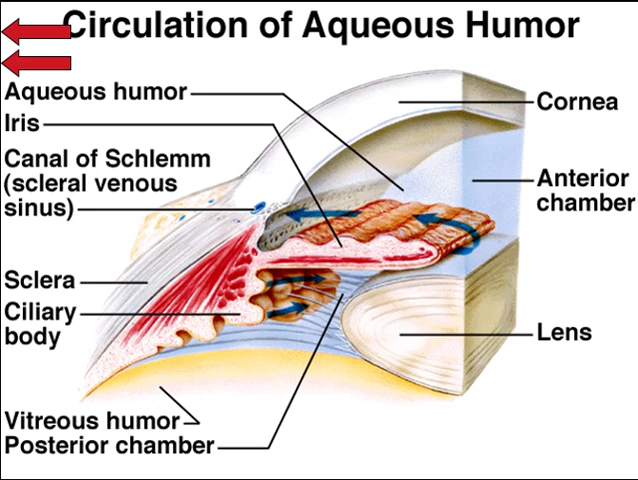 Circulation of Aqueous Humor
Aqueous humor
Iris
Canal of Schlemm
(scleral venous
sinus)
Sclera
Ciliary
body
Vitreous humor
Posterior chamber
Cornea
Anterior
chamber
Lens